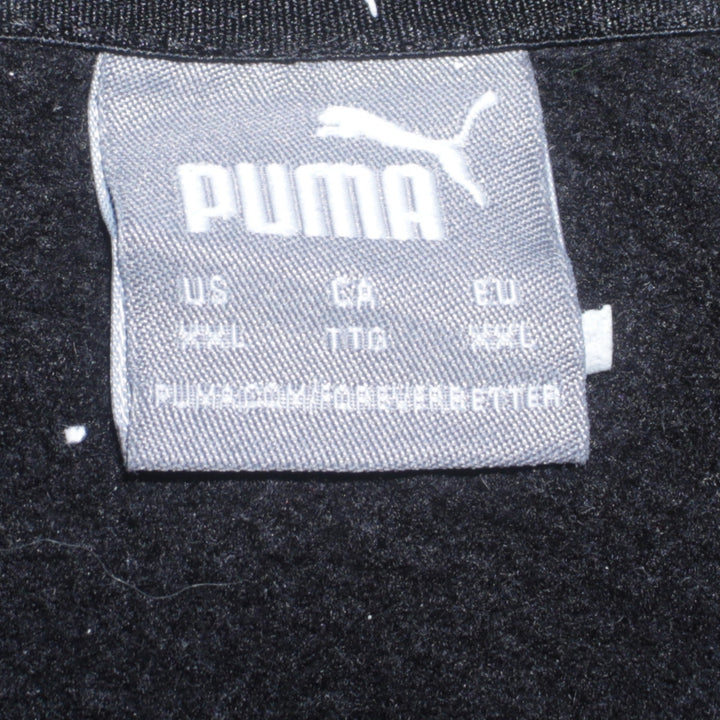 PUMA
US CA EU
XXL TTG XXL
PUMA.COM/FOREVERBETTER